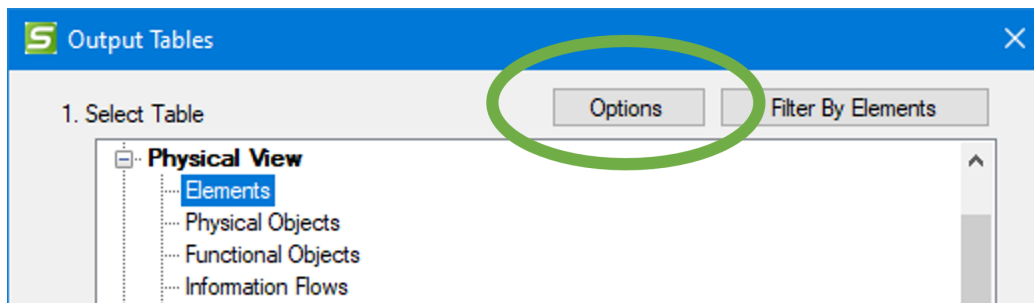 S Output Tables
1. Select Table Options Filter By Elements
Physical View
Elements
Physical Objects
Functional Objects
Information Flows